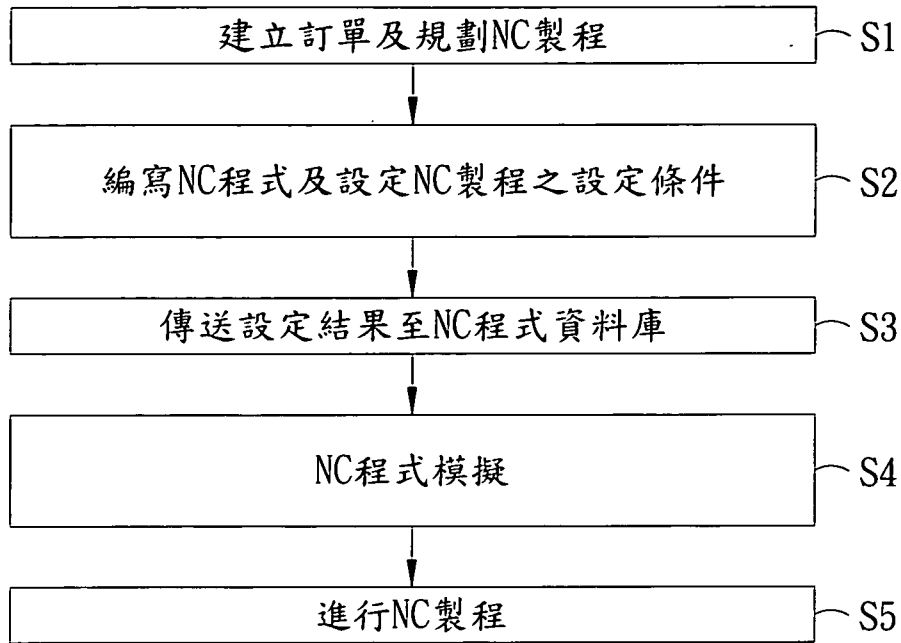 建立訂單及規劃NC製程 S1
編寫NC程式及設定NC製程之設定條件 S2
傳送設定結果至NC程式資料庫 S3
NC程式模擬 S4
進行NC製程 S5